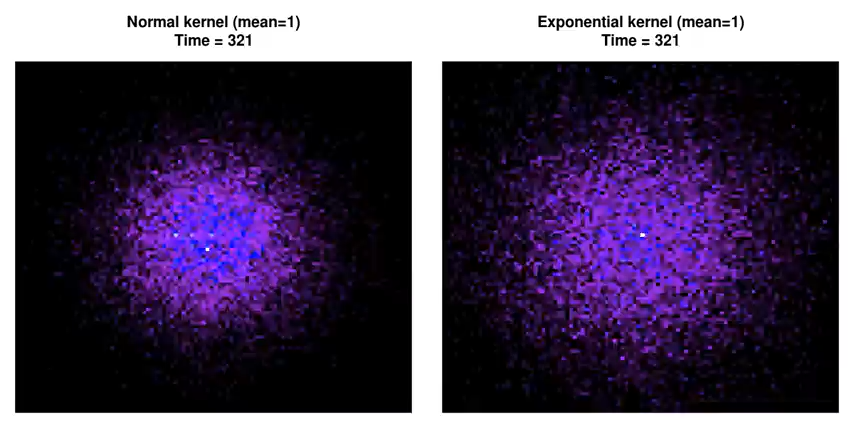 Normal kernel (mean=1)
Time = 321
Exponential kernel (mean=1)
Time = 321